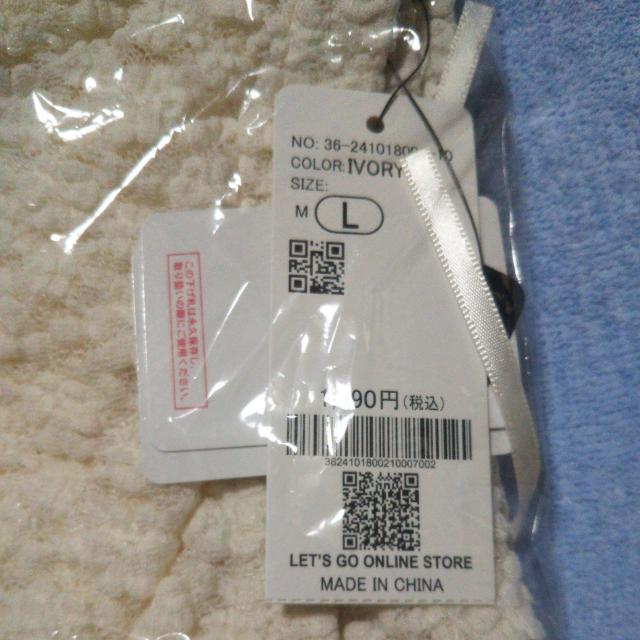 NO: 36-24101800
COLOR:IVORY
SIZE:
M L
90円(税込)
3624101800210007002
LET'S GO ONLINE STORE
MADE IN CHINA